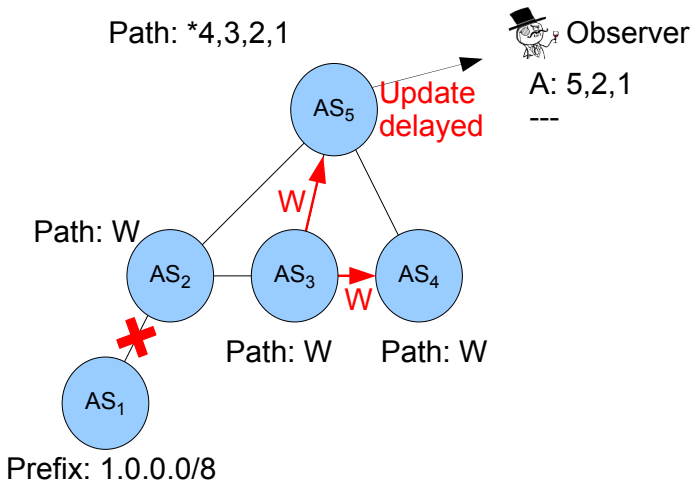 Path: *4,3,2,1
Observer
A: 5,2,1
---
AS5
Update
delayed
W
Path: W
AS2
AS3
AS4
W
Path: W
Path: W
AS1
Prefix: 1.0.0.0/8